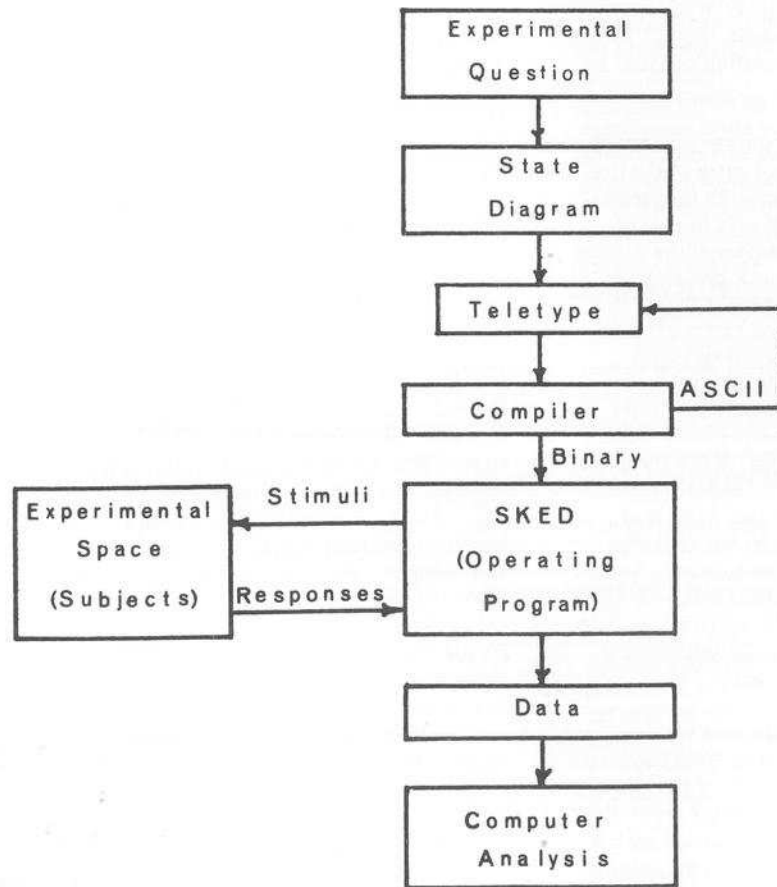 Experimental
Question
State
Diagram
Teletype
Compiler
ASCII
Binary
Stimuli
Experimental
Space
(Subjects)
Responses
SKED
(Operating
Program)
Data
Computer
Analysis